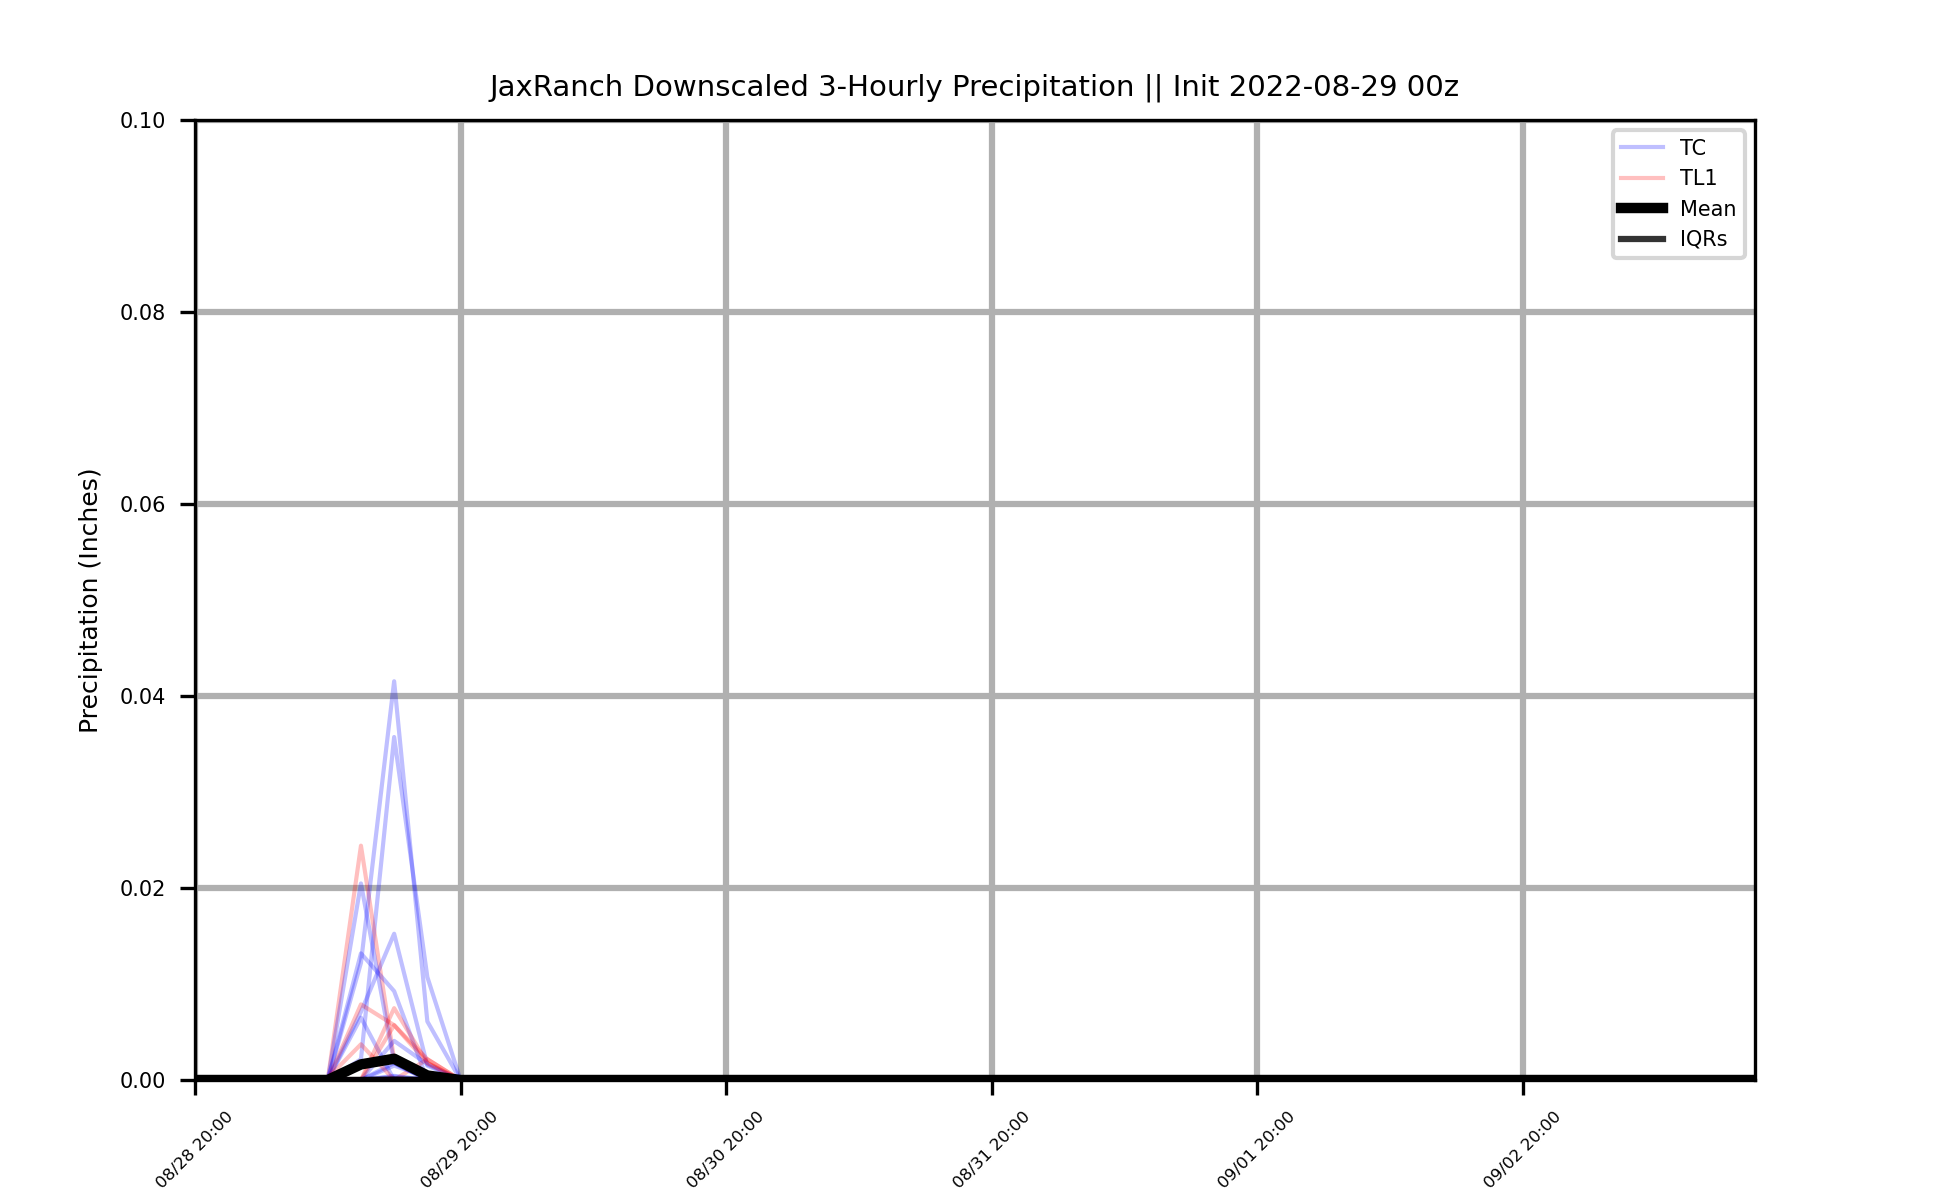 JaxRanch Downscaled 3-Hourly Precipitation || Init 2022-08-29 00z
0.10
0.08
0.06
0.04
0.02
0.00
Precipitation (Inches)
TC
TL1
Mean
IQRs
08/28 20:00
08/29 20:00
08/30 20:00
08/31 20:00
09/01 20:00
09/02 20:00